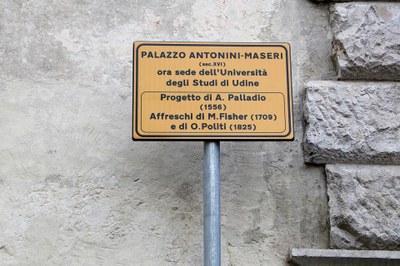 PALAZZO ANTONINI-MASERI
(sec.XVI)
ora sede dell'Università
degli Studi di Udine
Progetto di A. Palladio
(1556)
Affreschi di M.Fisher (1709)
e di O.Politi (1825)